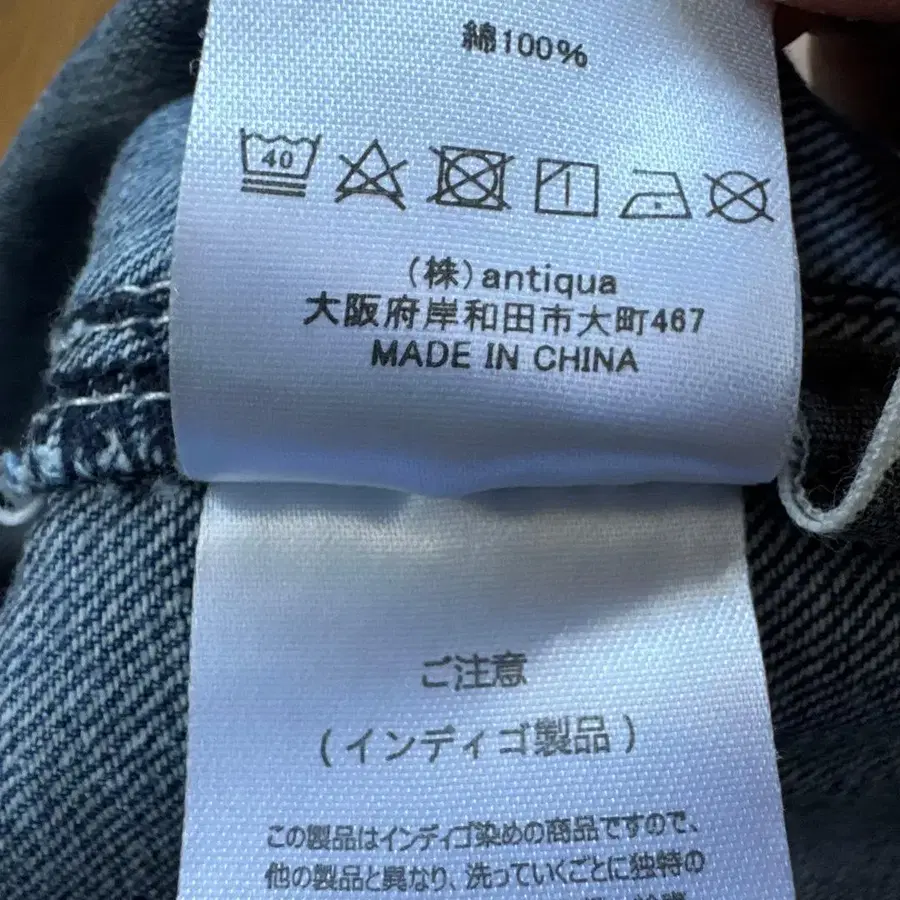 綿100%
40
(株)antiqua
大阪府岸和田市大町467
MADE IN CHINA
ご注意
(インディゴ製品)
この製品はインディゴ染めの商品ですので、
他の製品と異なり、洗っていくごとに独特の